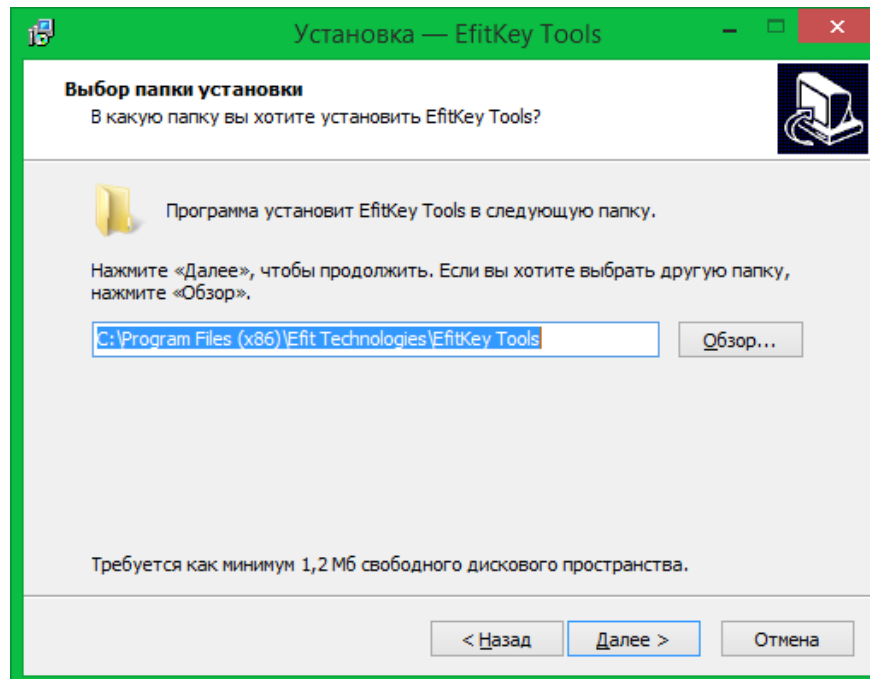 Установка — EfitKey Tools
Выбор папки установки
В какую папку вы хотите установить EfitKey Tools?
Программа установит EfitKey Tools в следующую папку.
Нажмите «Далее», чтобы продолжить. Если вы хотите выбрать другую папку,
нажмите «Обзор».
C:\Program Files (x86)\Efit Technologies\EfitKey Tools
Обзор...
Требуется как минимум 1,2 Мб свободного дискового пространства.
< Назад
Далее >
Отмена